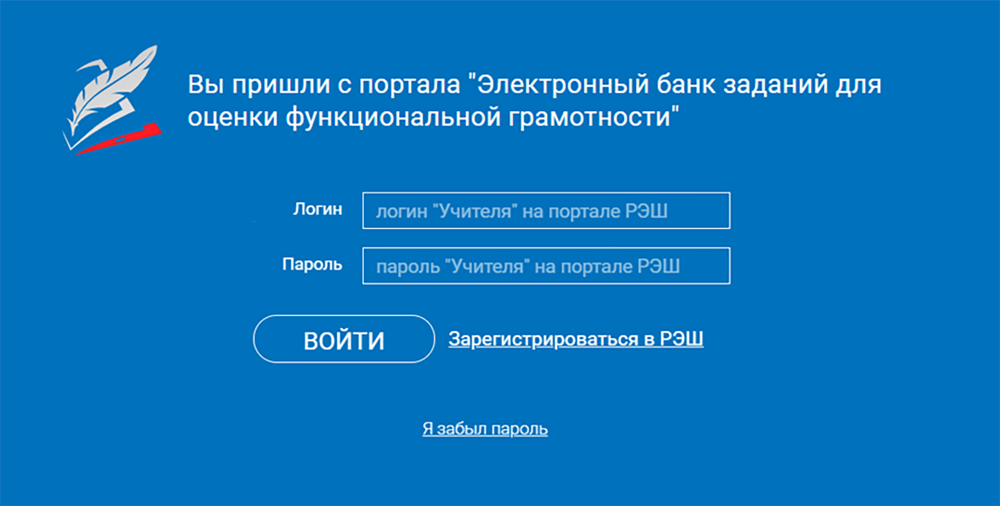 Вы пришли с портала "Электронный банк заданий для
оценки функциональной грамотности"
Логин
логин "Учителя" на портале РЭШ
Пароль
пароль "Учителя" на портале РЭШ
ВОЙТИ
Зарегистрироваться в РЭШ
Я забыл пароль